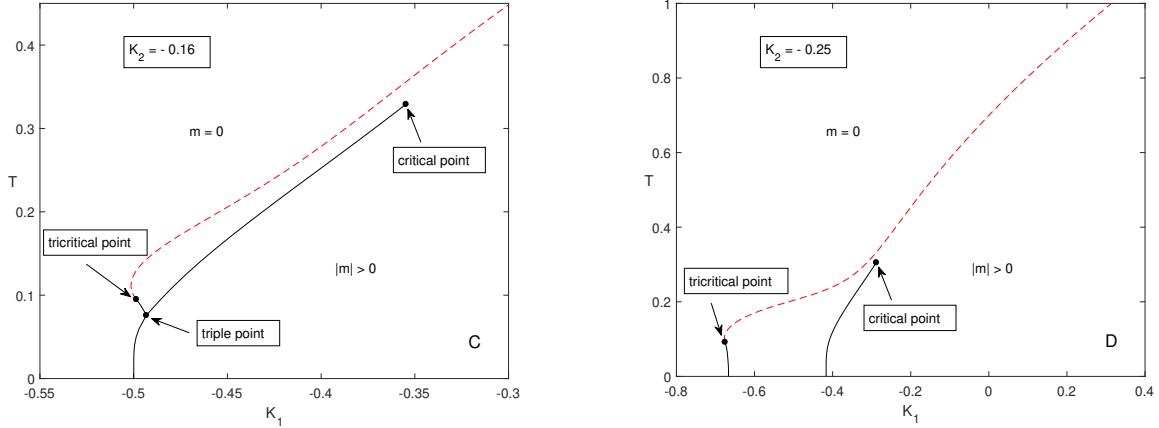 K₂ = - 0.16
m = 0
critical point
tricritical point
|m| > 0
triple point
C
T
0.4
0.3
0.2
0.1
0
-0.55
-0.5
-0.45
-0.4
-0.35
-0.3
K₁
K₂ = - 0.25
m = 0
tricritical point
|m| > 0
critical point
D
T
1
0.8
0.6
0.4
0.2
0
-0.8
-0.6
-0.4
-0.2
0
0.2
0.4
K₁